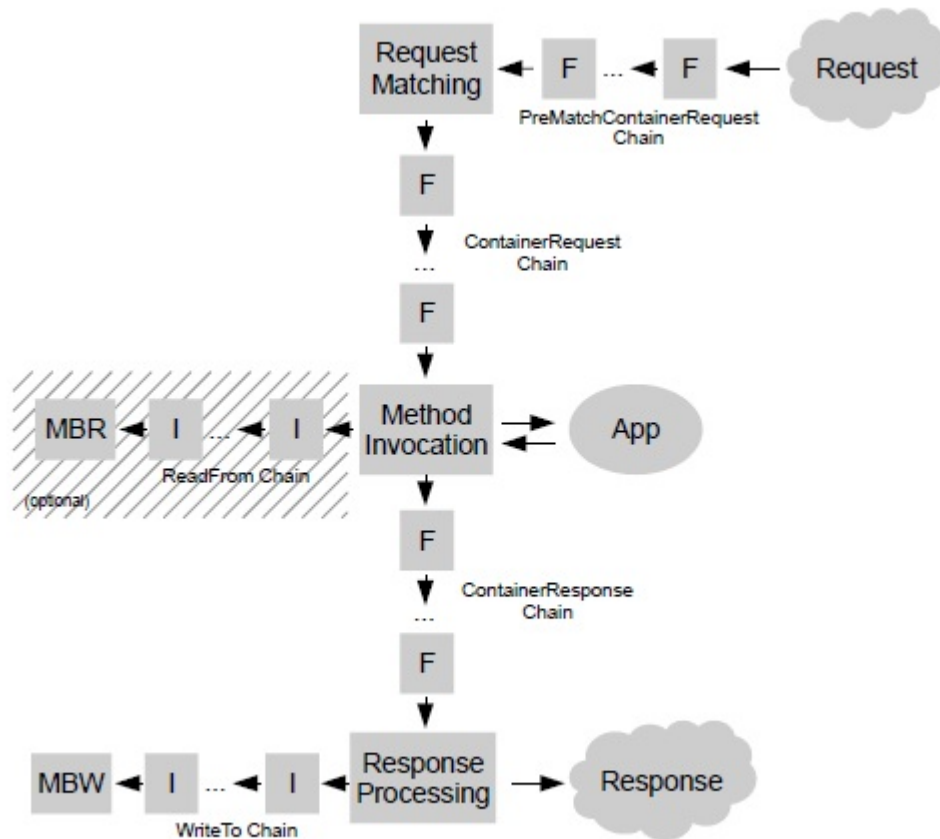 Request
Matching
F
...
F
Request
PreMatchContainerRequest
Chain
F
ContainerRequest
Chain
...
F
MBR
I
...
I
Method
Invocation
App
ReadFrom Chain
(optional)
F
ContainerResponse
Chain
...
F
MBW
I
...
I
Response
Processing
Response
WriteTo Chain